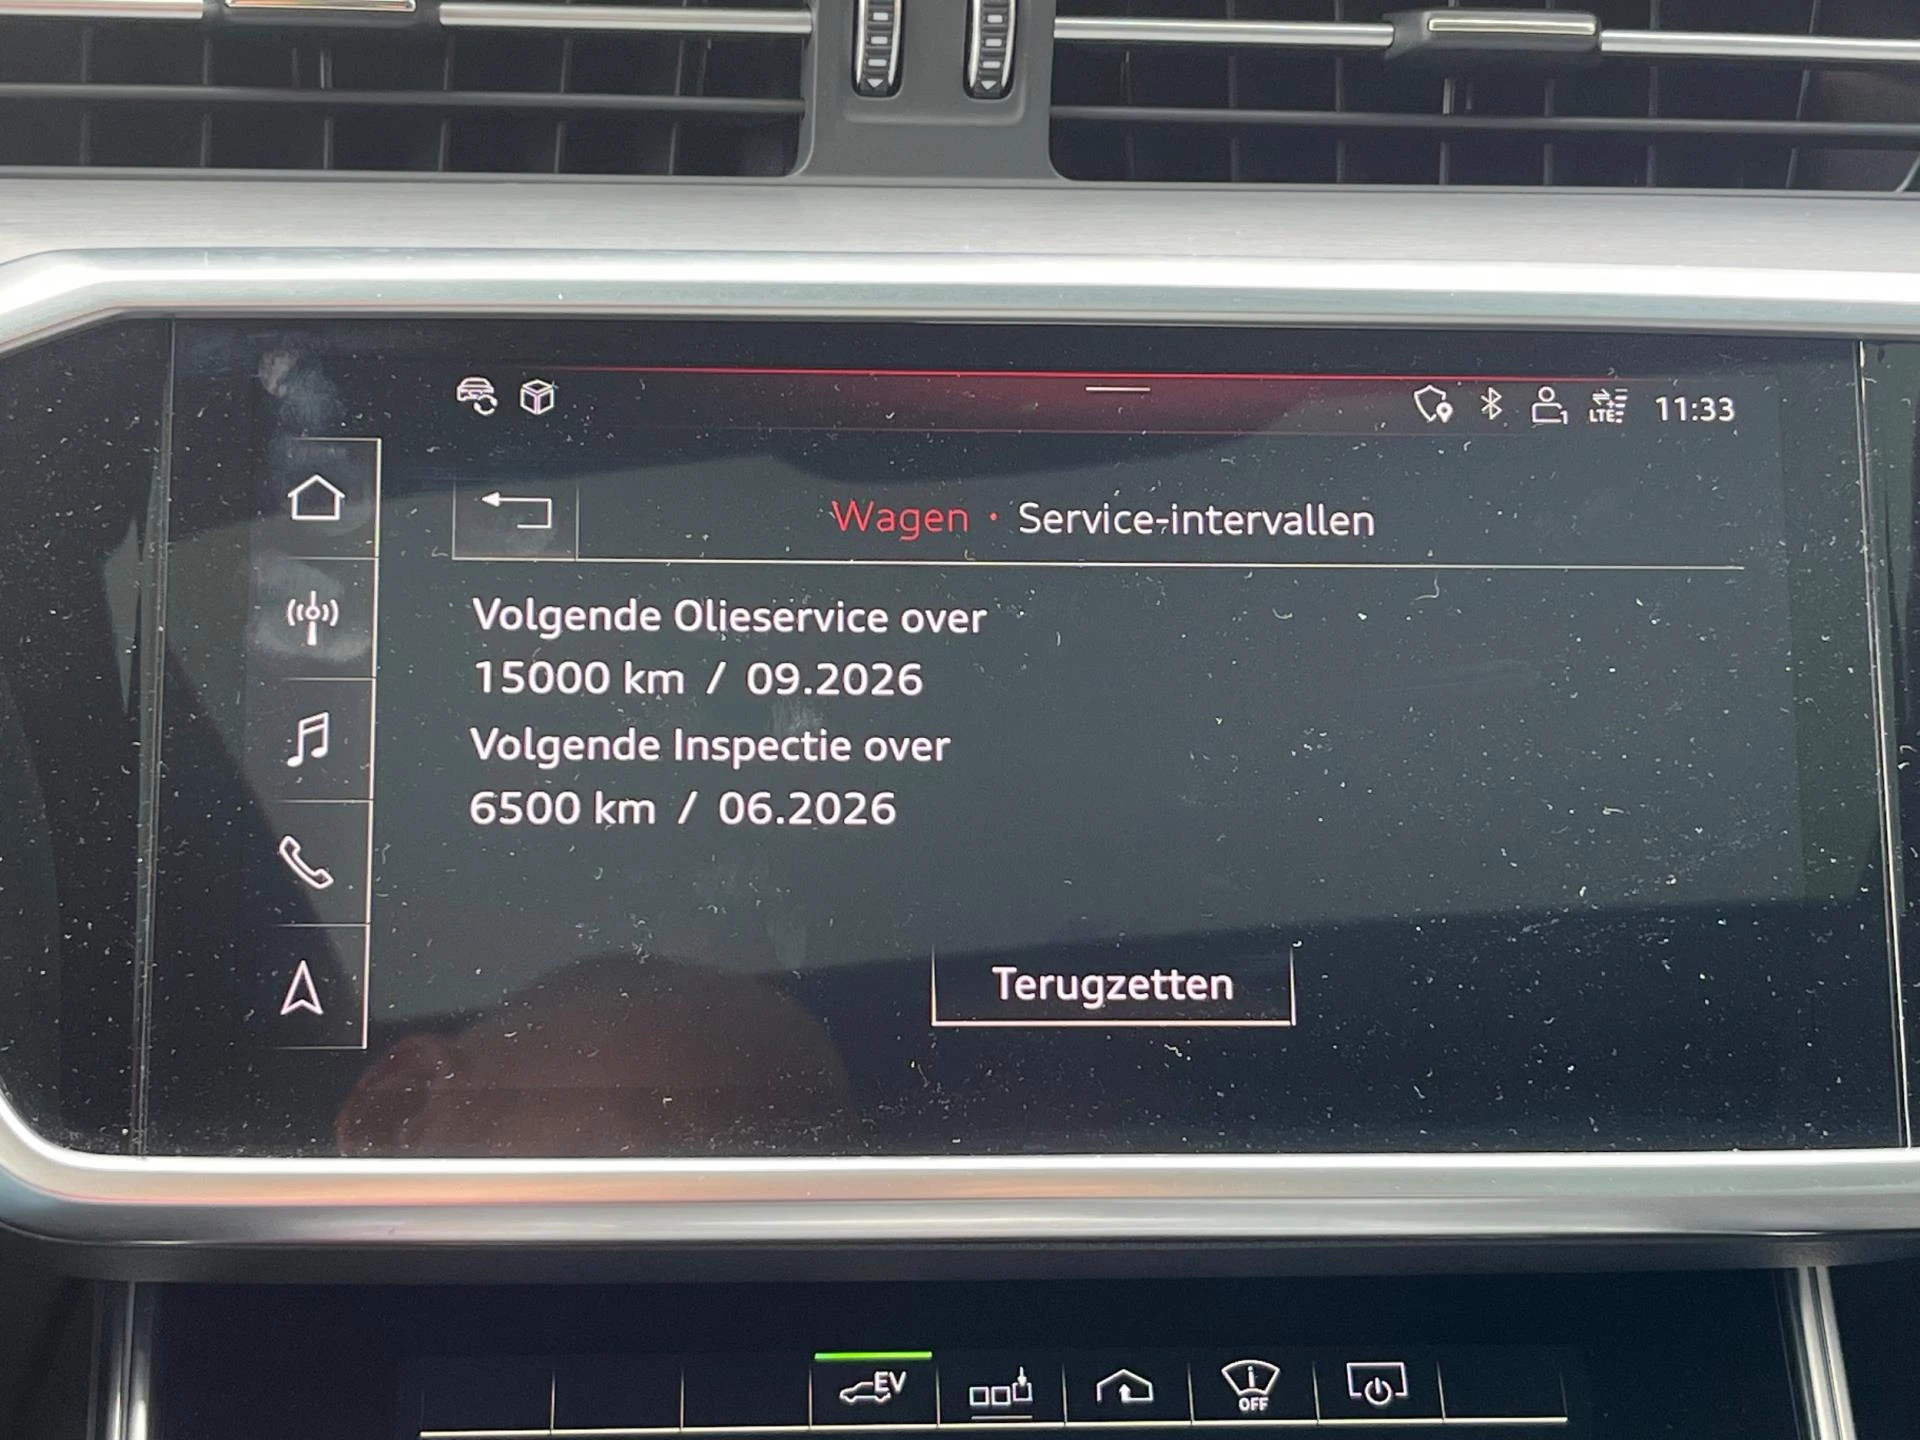 LTE 11:33
Wagen · Service-intervallen
Volgende Olieservice over
15000 km / 09.2026
Volgende Inspectie over
6500 km / 06.2026
Terugzetten
EV
OFF